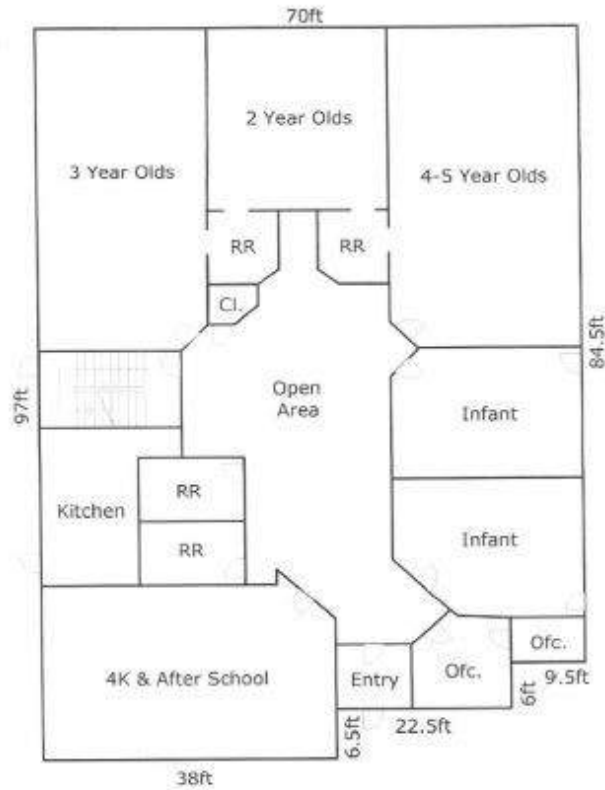 70ft
2 Year Olds
3 Year Olds
4-5 Year Olds
RR
RR
Cl.
84.5ft
97ft
Open
Area
Infant
RR
Kitchen
Infant
RR
Ofc.
4K & After School
Entry
Ofc.
9.5ft
6ft
6.5ft
22.5ft
38ft